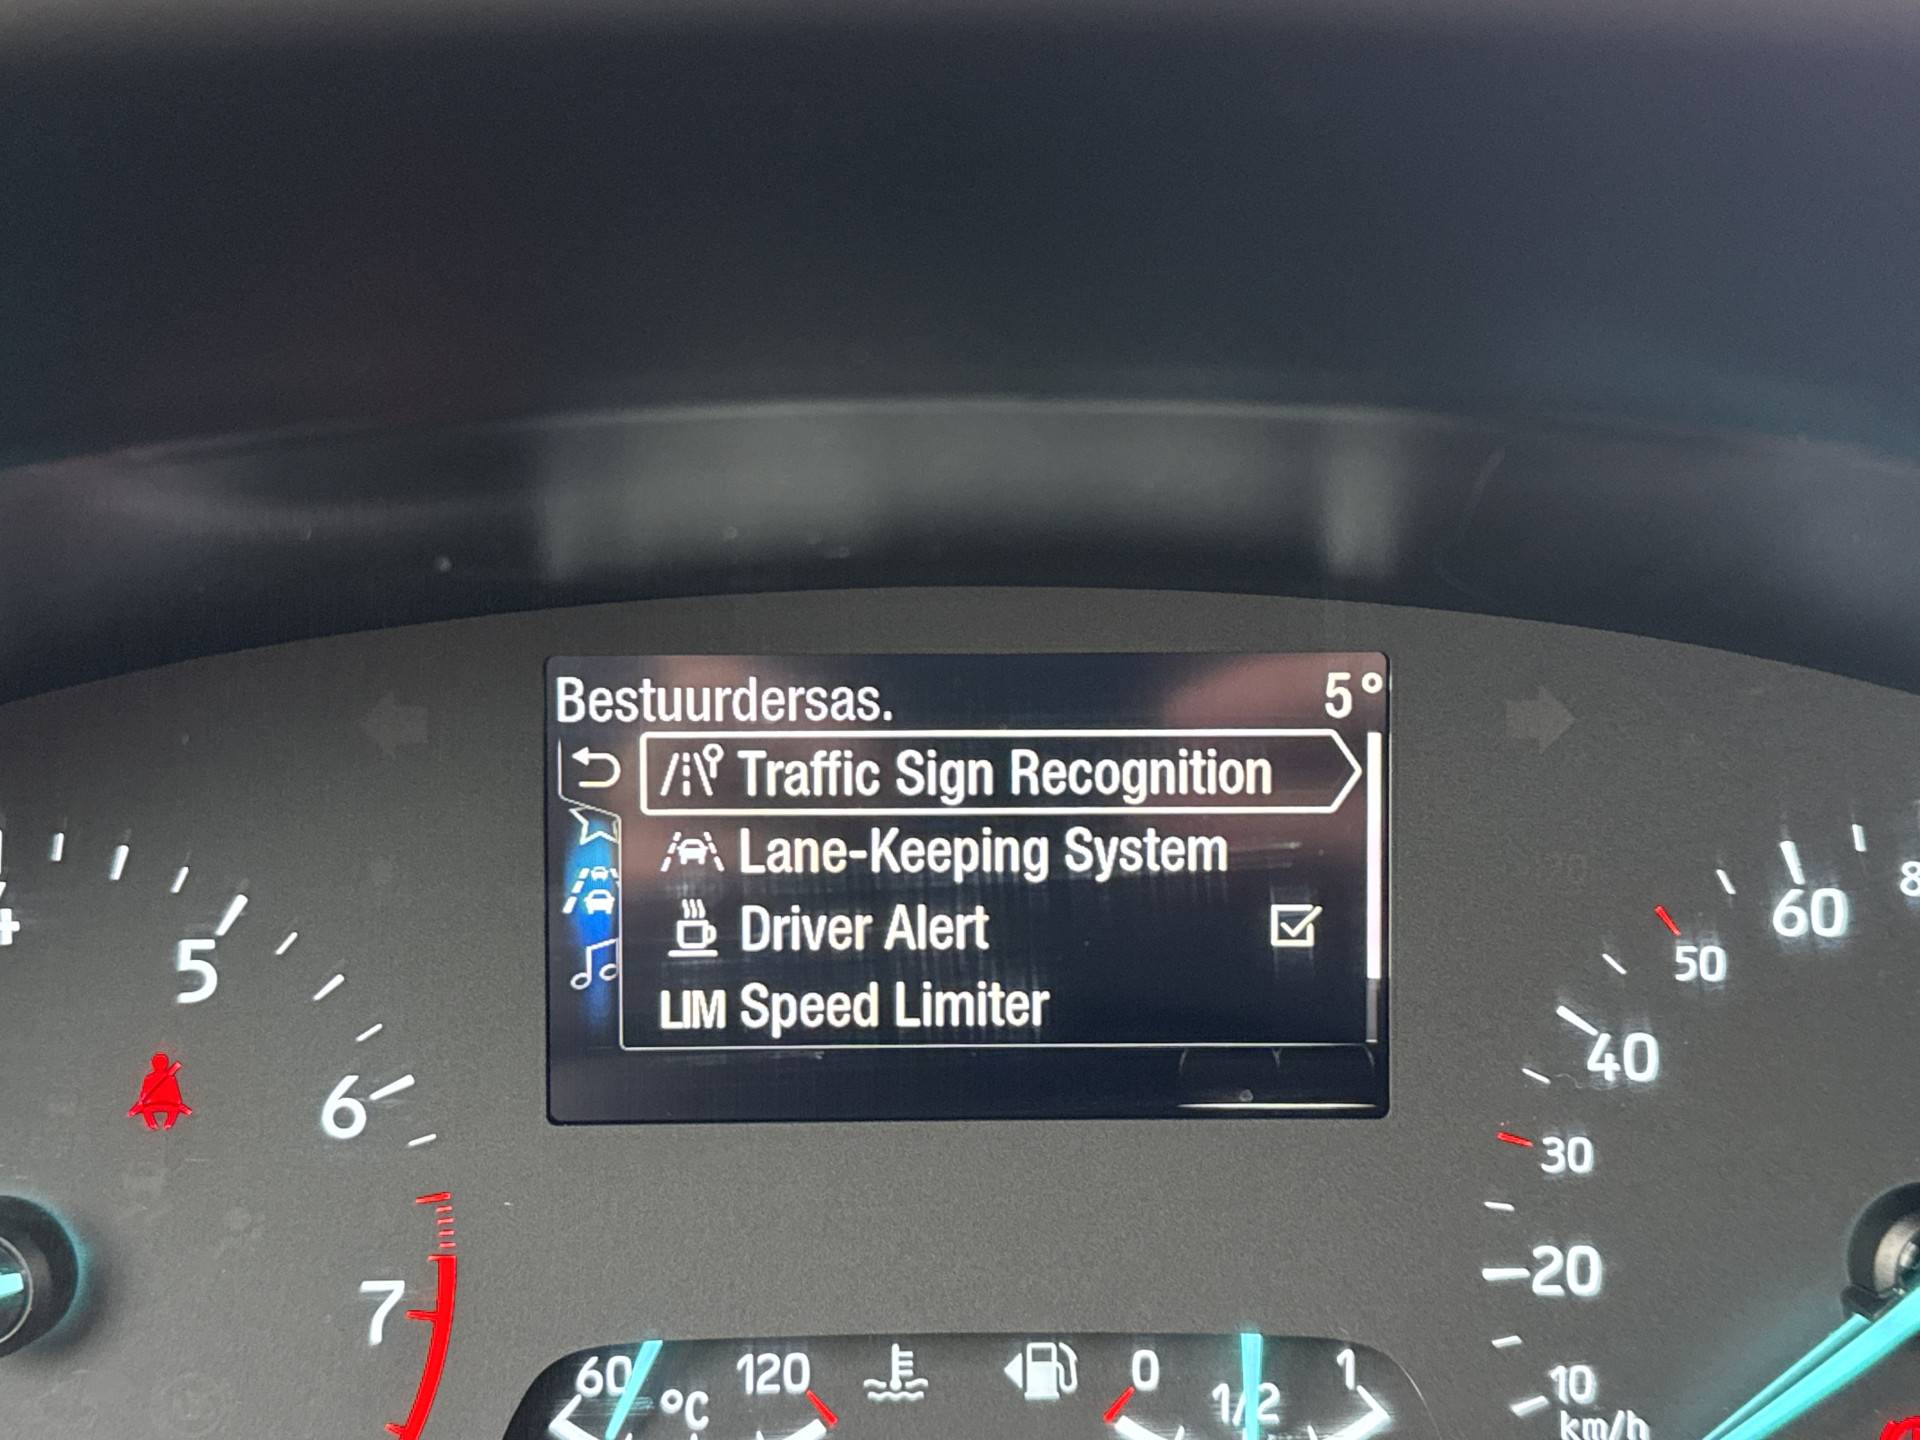 Bestuurdersas. 5°
Traffic Sign Recognition
Lane-Keeping System
Driver Alert
LIM Speed Limiter
5
6
7
60
50
40
30
20
10
km/h
60 °C 120
0 1/2 1